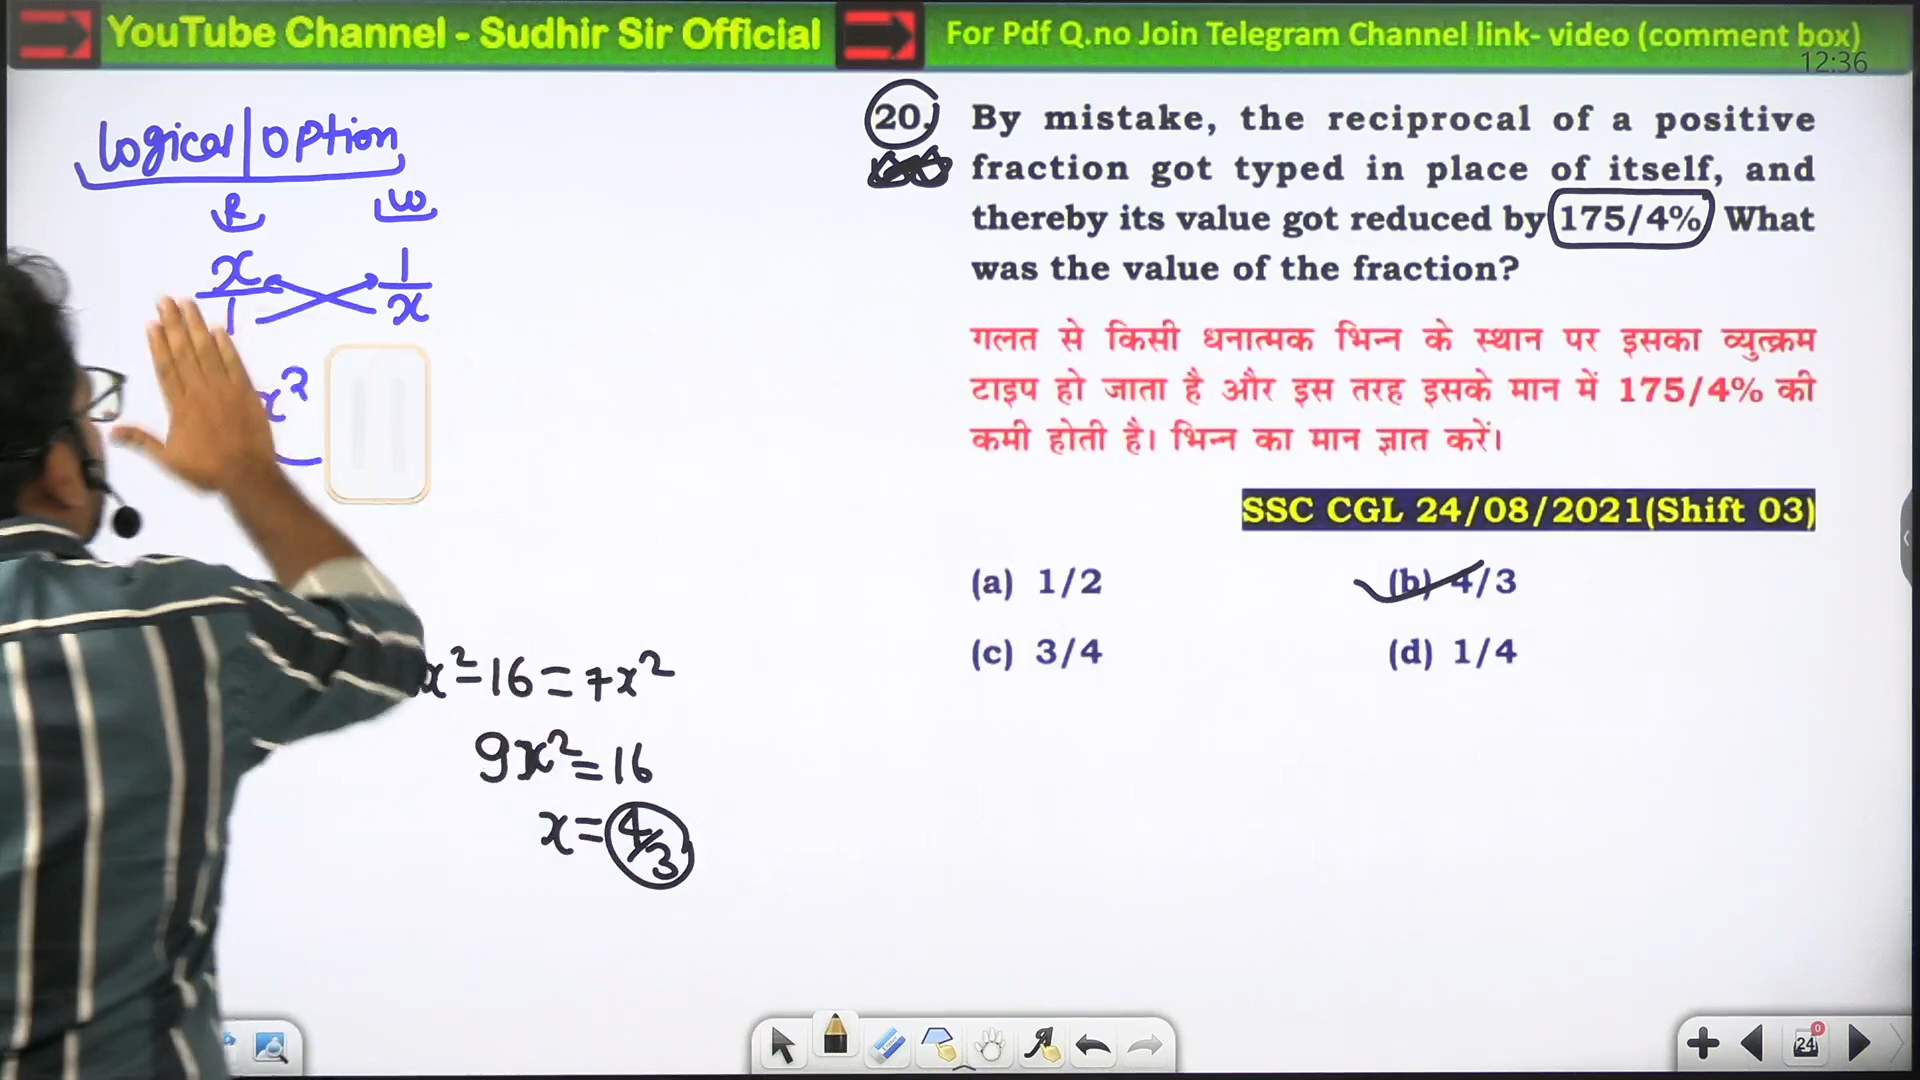 YouTube Channel - Sudhir Sir Official
For Pdf Q.no Join Telegram Channel link- video (comment box)
12:36
Logical | option
R W
x/1 1/x
x²
x²-16=7x²
9x²=16
x=4/3
20. By mistake, the reciprocal of a positive
fraction got typed in place of itself, and
thereby its value got reduced by 175/4% What
was the value of the fraction?
गलत से किसी धनात्मक भिन्न के स्थान पर इसका व्युत्क्रम
टाइप हो जाता है और इस तरह इसके मान में 175/4% की
कमी होती है। भिन्न का मान ज्ञात करें।
SSC CGL 24/08/2021(Shift 03)
(a) 1/2 (b) 4/3
(c) 3/4 (d) 1/4
24
0